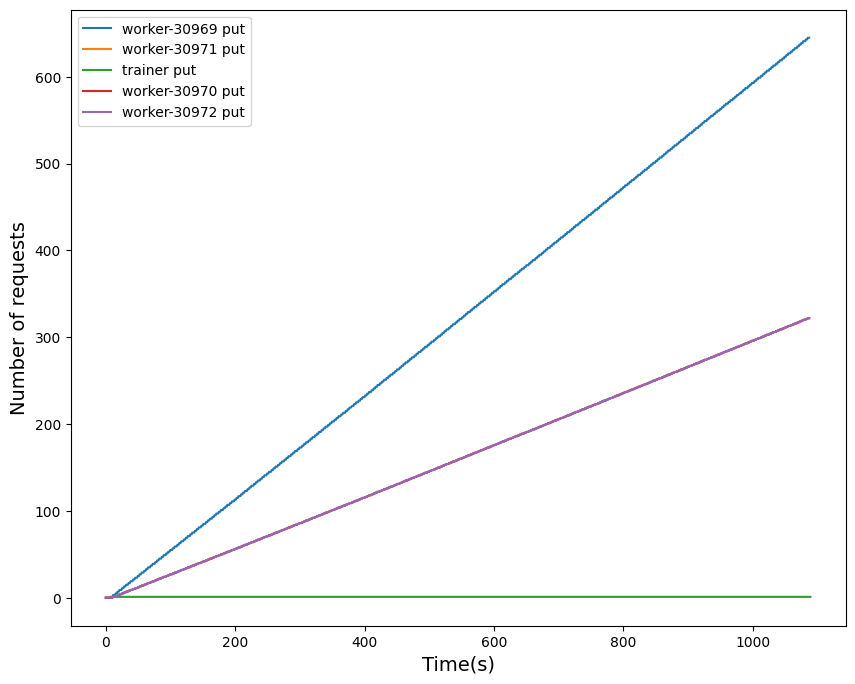 worker-30969 put
worker-30971 put
trainer put
worker-30970 put
worker-30972 put
600
500
400
300
200
100
0
Number of requests
0 200 400 600 800 1000
Time(s)